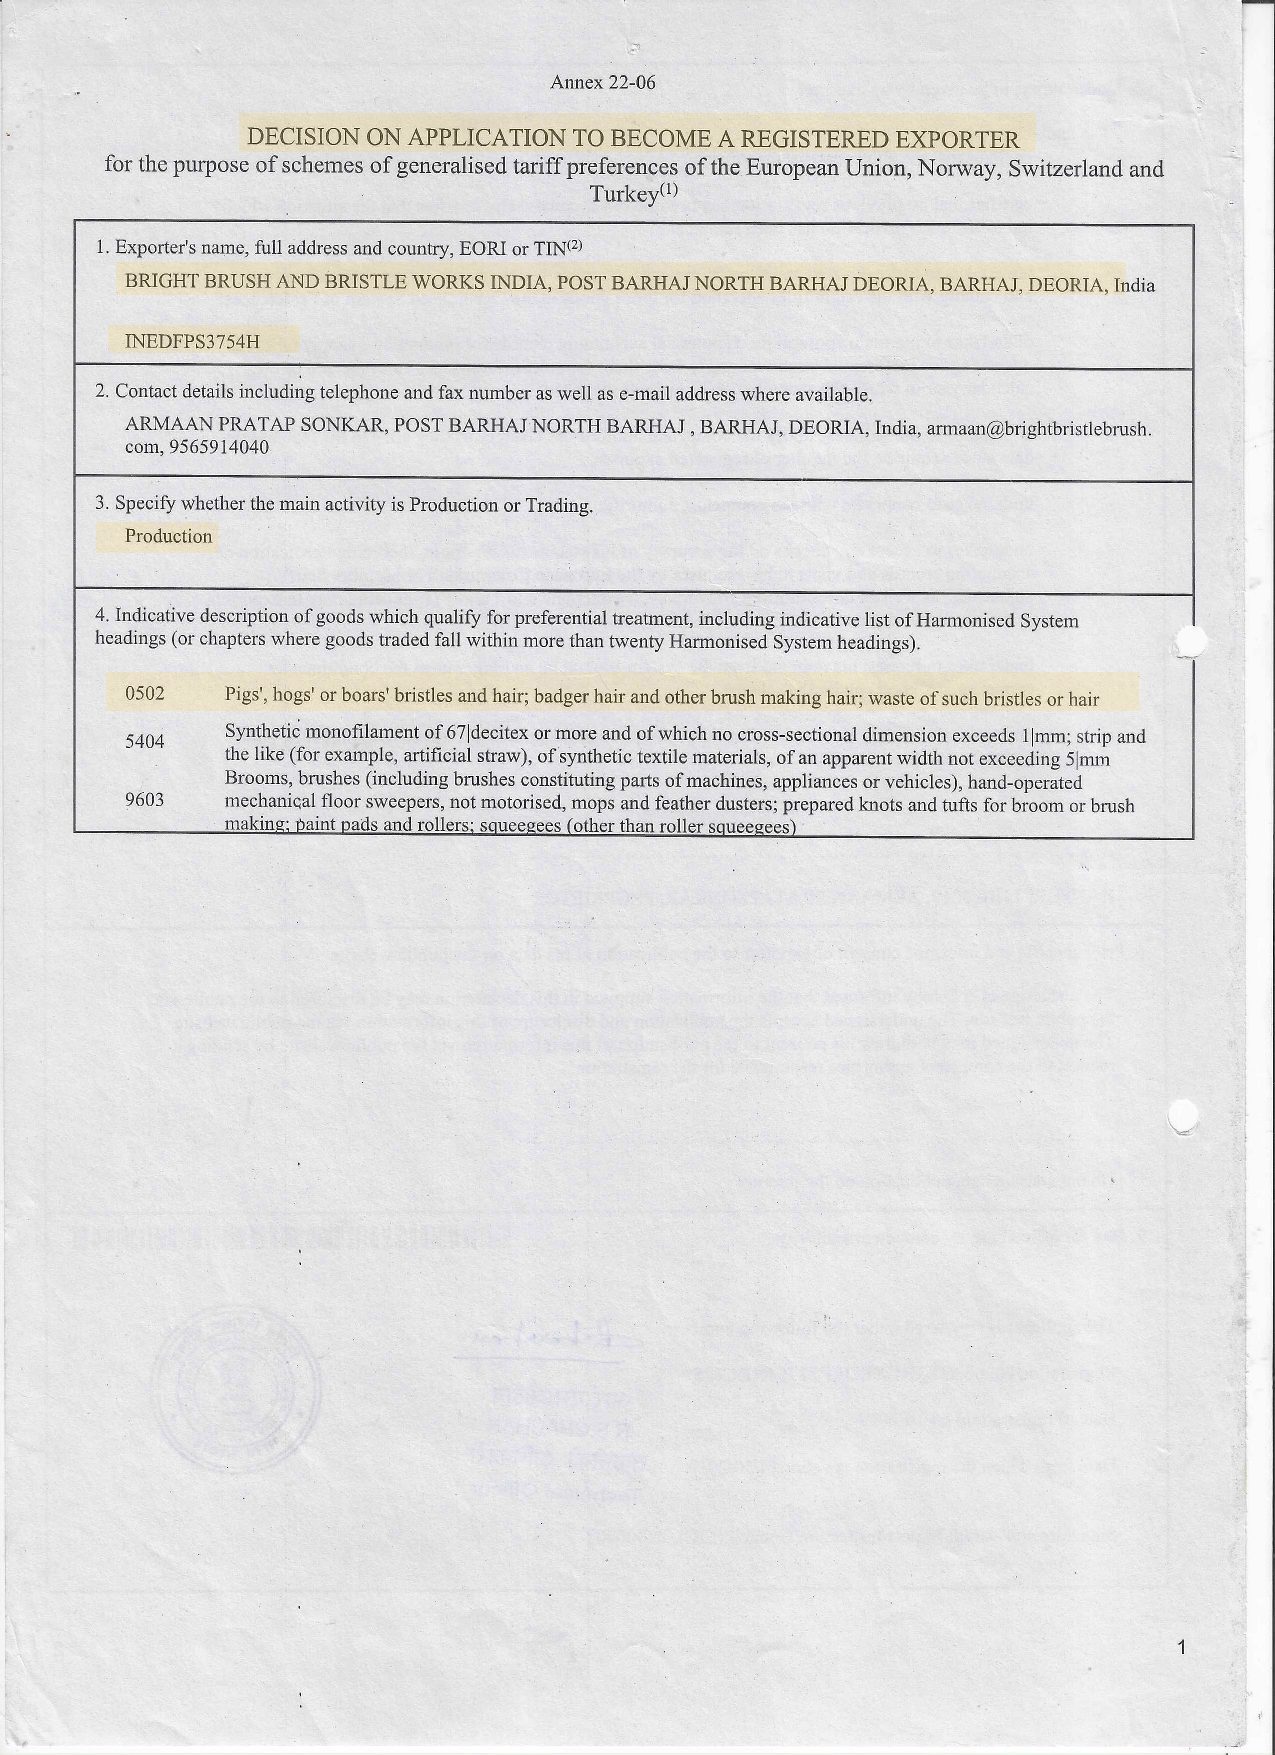 Annex 22-06
DECISION ON APPLICATION TO BECOME A REGISTERED EXPORTER
for the purpose of schemes of generalised tariff preferences of the European Union, Norway, Switzerland and
Turkey(1)
1. Exporter's name, full address and country, EORI or TIN(2)
BRIGHT BRUSH AND BRISTLE WORKS INDIA, POST BARHAJ NORTH BARHAJ DEORIA, BARHAJ, DEORIA, India
INEDFPS3754H
2. Contact details including telephone and fax number as well as e-mail address where available.
ARMAAN PRATAP SONKAR, POST BARHAJ NORTH BARHAJ , BARHAJ, DEORIA, India, armaan@brightbristlebrush.
com, 9565914040
3. Specify whether the main activity is Production or Trading.
Production
4. Indicative description of goods which qualify for preferential treatment, including indicative list of Harmonised System
headings (or chapters where goods traded fall within more than twenty Harmonised System headings).
0502 Pigs', hogs' or boars' bristles and hair; badger hair and other brush making hair; waste of such bristles or hair
5404 Synthetic monofilament of 67|decitex or more and of which no cross-sectional dimension exceeds 1|mm; strip and
the like (for example, artificial straw), of synthetic textile materials, of an apparent width not exceeding 5|mm
Brooms, brushes (including brushes constituting parts of machines, appliances or vehicles), hand-operated
9603 mechanical floor sweepers, not motorised, mops and feather dusters; prepared knots and tufts for broom or brush
making; paint pads and rollers; squeegees (other than roller squeegees)
1